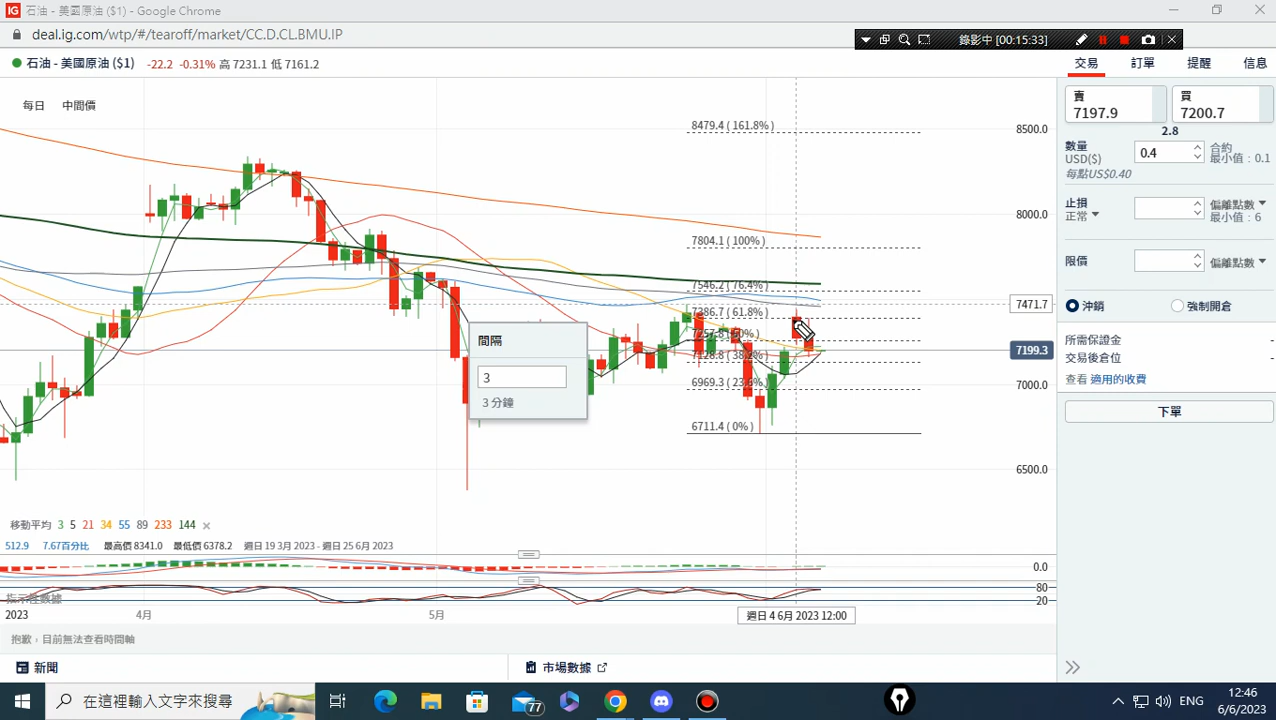 IG 石油 - 美國原油 ($1) - Google Chrome
deal.ig.com/wtp/#/tearoff/market/CC.D.CL.BMU.IP
錄影中 [00:15:33]
石油 - 美國原油 ($1) -22.2 -0.31% 高 7231.1 低 7161.2
交易 訂單 提醒 信息
每日 中間價
賣 7197.9
買 7200.7
2.8
數量 USD($) 0.4 合約 最小值：0.1
每點US$0.40
止損 正常 偏離點數 最小值：6
限價 偏離點數
沖銷 強制開倉
所需保證金 -
交易後倉位 -
查看 適用的收費
下單
8479.4 ( 161.8% )
7804.1 ( 100% )
7546.2 ( 76.4% )
7386.7 ( 61.8% )
7257.8 ( 50% )
7128.8 ( 38.2% )
6969.3 ( 23.6% )
6711.4 ( 0% )
8500.0
8000.0
7471.7
7199.3
7000.0
6500.0
間隔
3
3 分鐘
移動平均 3 5 21 34 55 89 233 144
512.9 7.67百分比 最高價 8341.0 最低價 6378.2 週日 19 3月 2023 - 週日 25 6月 2023
0.0
指示性數據
80
20
2023 4月 5月 週日 4 6月 2023 12:00
抱歉，目前無法查看時間軸
新聞 市場數據
在這裡輸入文字來搜尋
77
ENG
12:46
6/6/2023